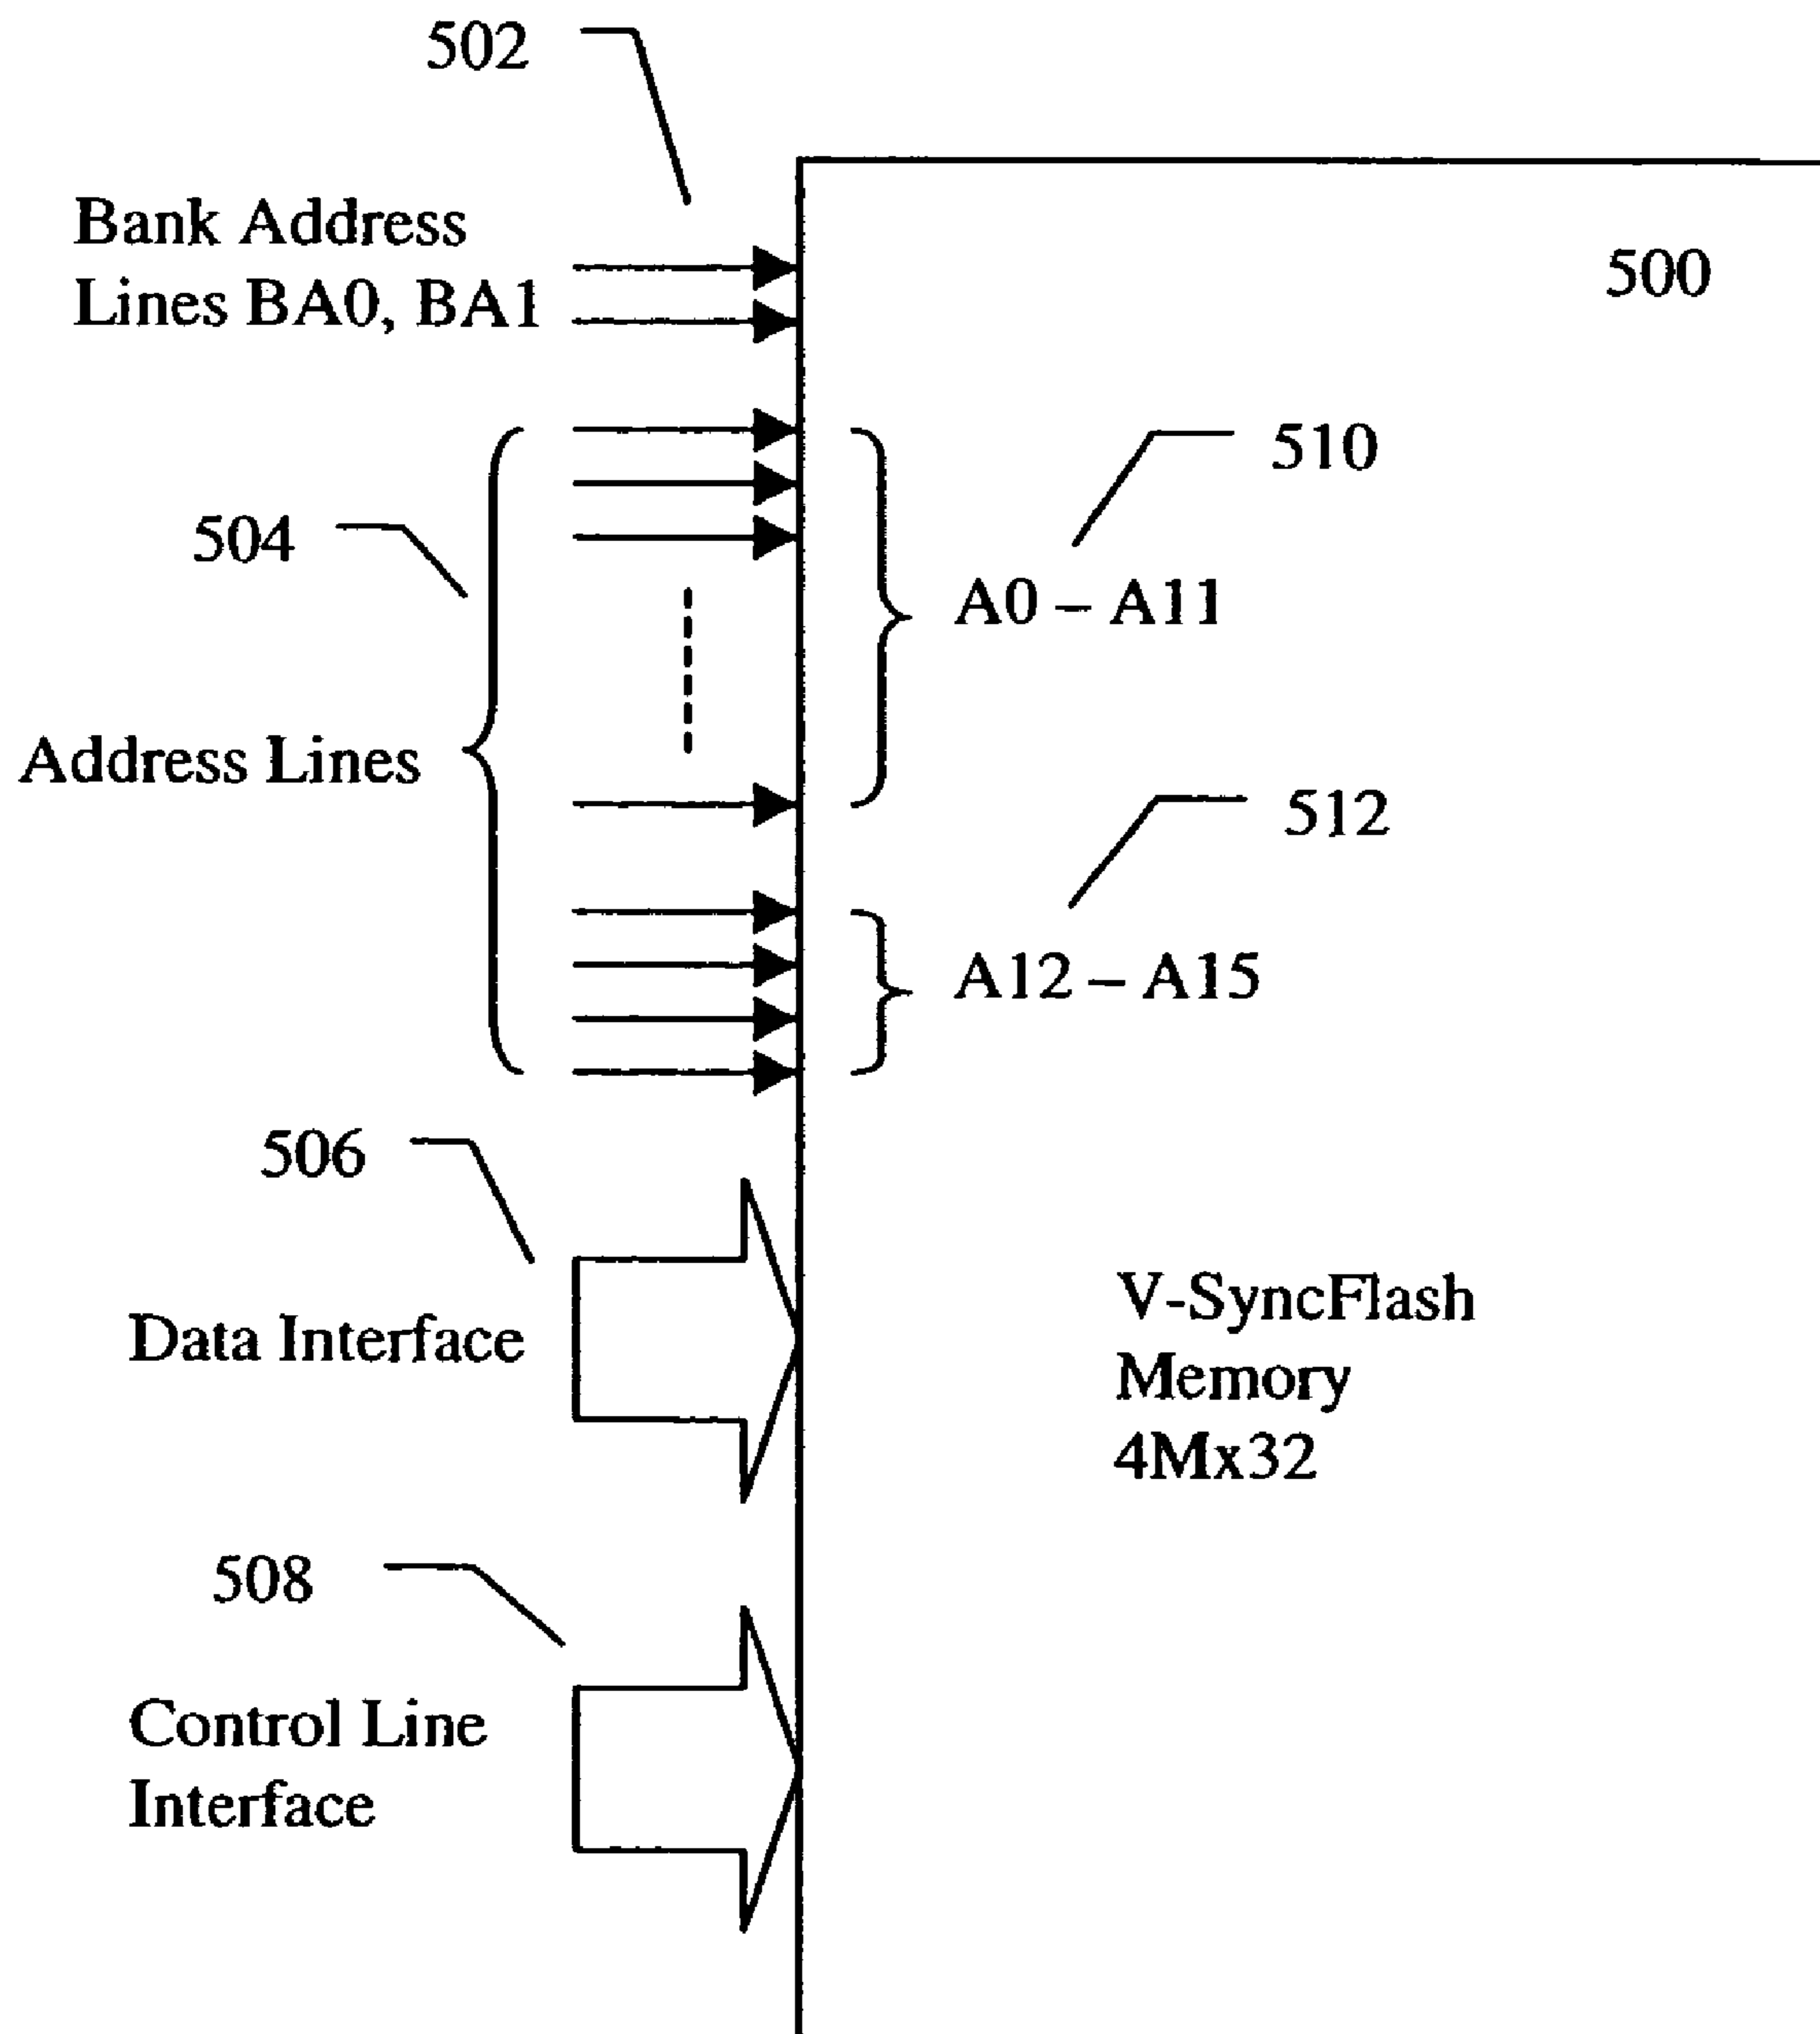 502
Bank Address
Lines BA0, BA1
500
510
504
A0 – A11
Address Lines
512
A12 – A15
506
Data Interface
V-SyncFlash
Memory
4Mx32
508
Control Line
Interface